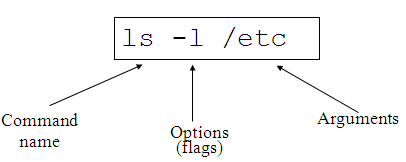 ls -l /etc
Command
name
Options
(flags)
Arguments